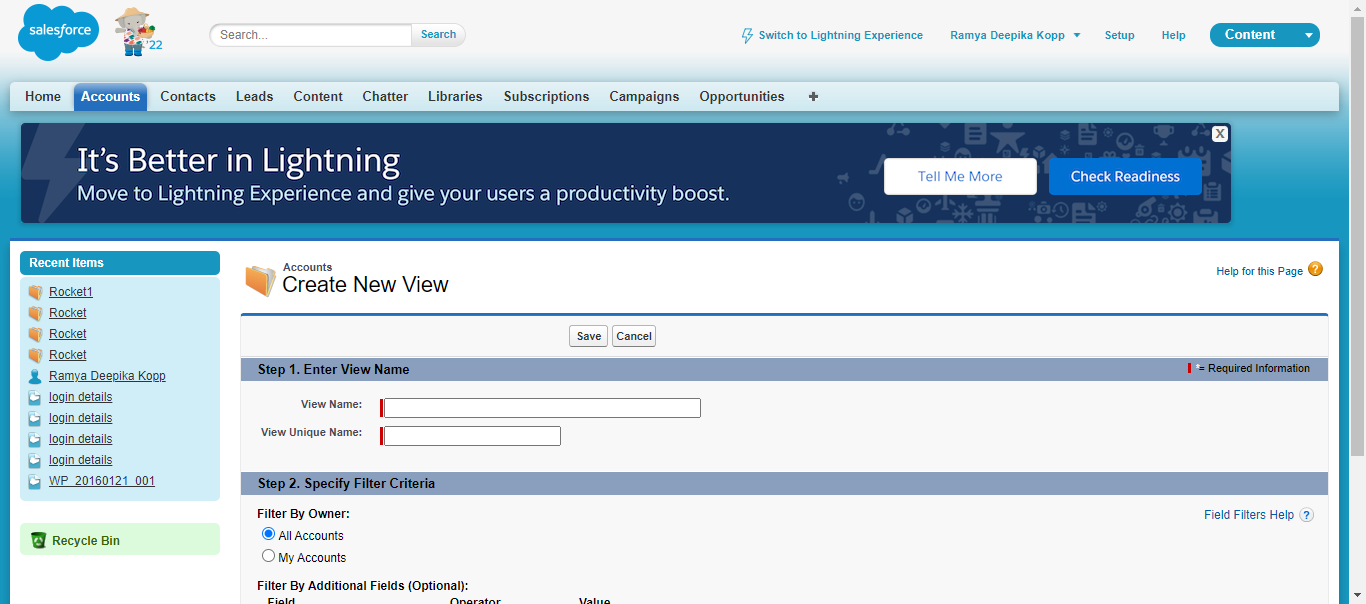 salesforce
'22
Search...
Search
Switch to Lightning Experience
Ramya Deepika Kopp
Setup
Help
Content
Home
Accounts
Contacts
Leads
Content
Chatter
Libraries
Subscriptions
Campaigns
Opportunities
+
It's Better in Lightning
Move to Lightning Experience and give your users a productivity boost.
Tell Me More
Check Readiness
X
Recent Items
Rocket1
Rocket
Rocket
Rocket
Ramya Deepika Kopp
login details
login details
login details
login details
WP_20160121_001
Recycle Bin
Accounts
Create New View
Help for this Page ?
Save
Cancel
Step 1. Enter View Name
= Required Information
View Name:
View Unique Name:
Step 2. Specify Filter Criteria
Filter By Owner:
Field Filters Help ?
All Accounts
My Accounts
Filter By Additional Fields (Optional):
Field
Operator
Value